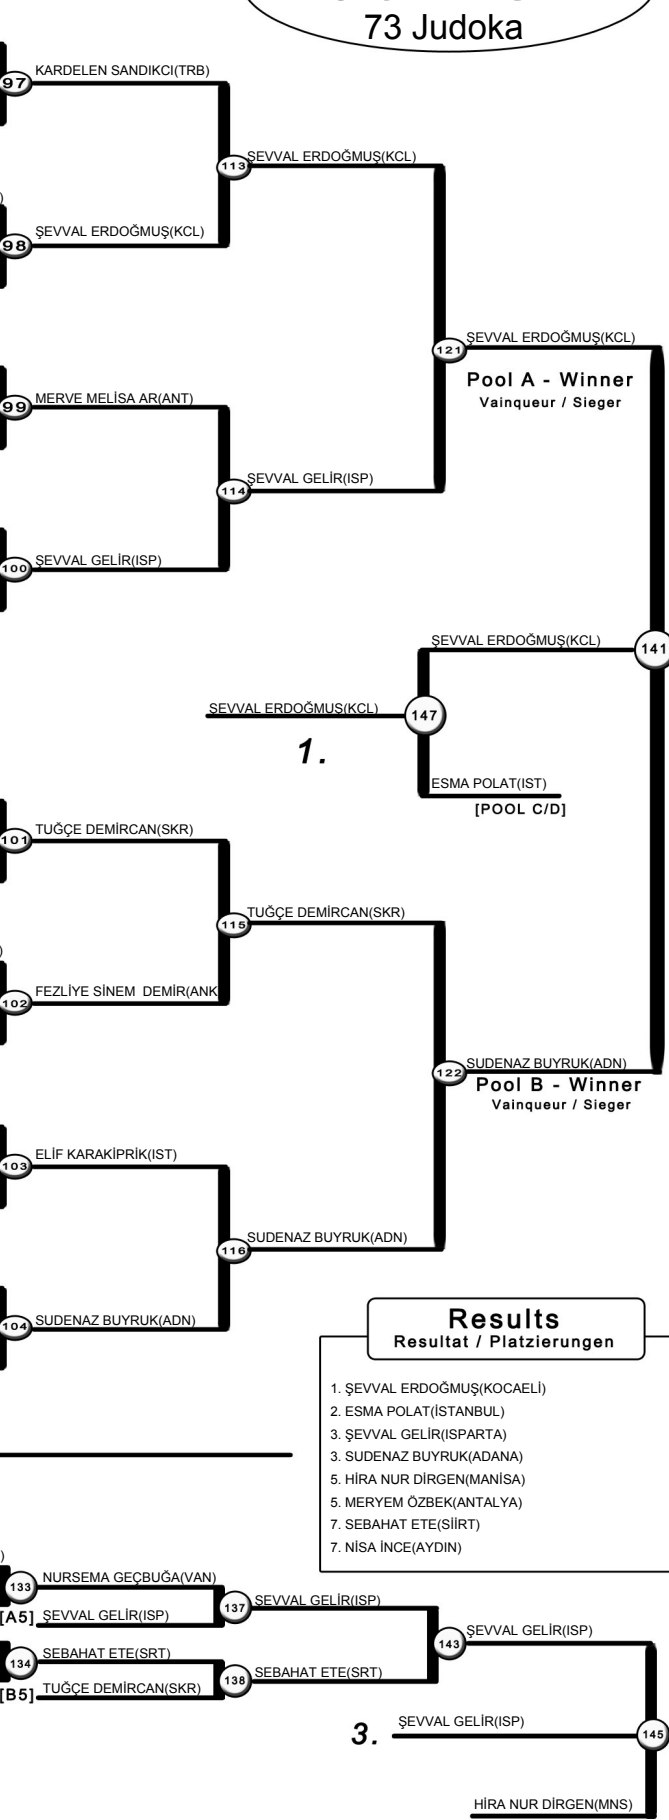 73 Judoka
97
KARDELEN SANDIKCI(TRB)
113
ŞEVVAL ERDOĞMUŞ(KCL)
)
98
ŞEVVAL ERDOĞMUŞ(KCL)
121
ŞEVVAL ERDOĞMUŞ(KCL)
Pool A - Winner
Vainqueur / Sieger
99
MERVE MELİSA AR(ANT)
114
ŞEVVAL GELİR(ISP)
100
ŞEVVAL GELİR(ISP)
ŞEVVAL ERDOĞMUŞ(KCL)
141
ŞEVVAL ERDOĞMUŞ(KCL)
147
1.
ESMA POLAT(IST)
[POOL C/D]
101
TUĞÇE DEMİRCAN(SKR)
115
TUĞÇE DEMİRCAN(SKR)
)
102
FEZLİYE SİNEM  DEMİR(ANK
122
SUDENAZ BUYRUK(ADN)
Pool B - Winner
Vainqueur / Sieger
103
ELİF KARAKİPRİK(IST)
116
SUDENAZ BUYRUK(ADN)
104
SUDENAZ BUYRUK(ADN)
Results
Resultat / Platzierungen
1. ŞEVVAL ERDOĞMUŞ(KOCAELİ)
2. ESMA POLAT(İSTANBUL)
3. ŞEVVAL GELİR(ISPARTA)
3. SUDENAZ BUYRUK(ADANA)
5. HİRA NUR DİRGEN(MANİSA)
5. MERYEM ÖZBEK(ANTALYA)
7. SEBAHAT ETE(SİİRT)
7. NİSA İNCE(AYDIN)
)
133
NURSEMA GEÇBUĞA(VAN)
137
ŞEVVAL GELİR(ISP)
[A5]
ŞEVVAL GELİR(ISP)
143
ŞEVVAL GELİR(ISP)
134
SEBAHAT ETE(SRT)
138
SEBAHAT ETE(SRT)
[B5]
TUĞÇE DEMİRCAN(SKR)
3.
ŞEVVAL GELİR(ISP)
145
HİRA NUR DİRGEN(MNS)